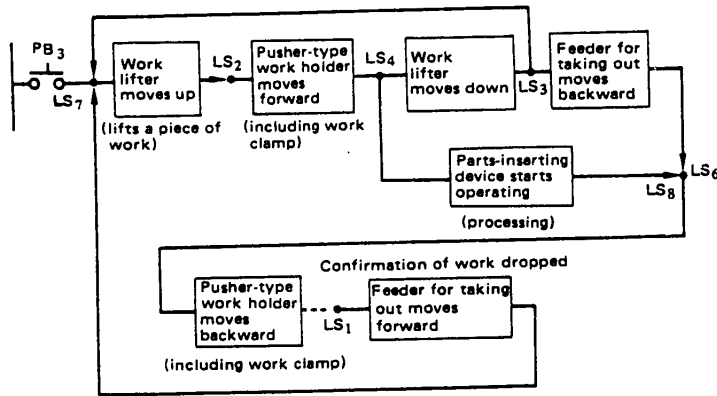 PB3
LS7
Work
lifter
moves up
(lifts a piece of
work)
LS2
Pusher-type
work holder
moves
forward
(including work
clamp)
LS4
Work
lifter
moves down
LS3
Feeder for
taking out
moves
backward
Parts-inserting
device starts
operating
(processing)
LS8
LS6
Confirmation of work dropped
Pusher-type
work holder
moves
backward
(including work clamp)
LS1
Feeder for taking
out moves
forward